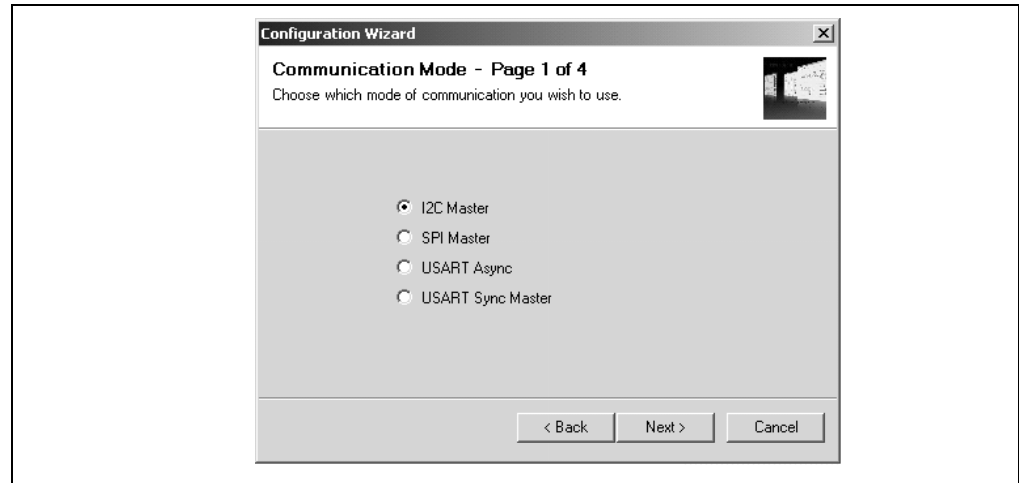 Configuration Wizard
Communication Mode - Page 1 of 4
Choose which mode of communication you wish to use.
I2C Master
SPI Master
USART Async
USART Sync Master
< Back Next > Cancel